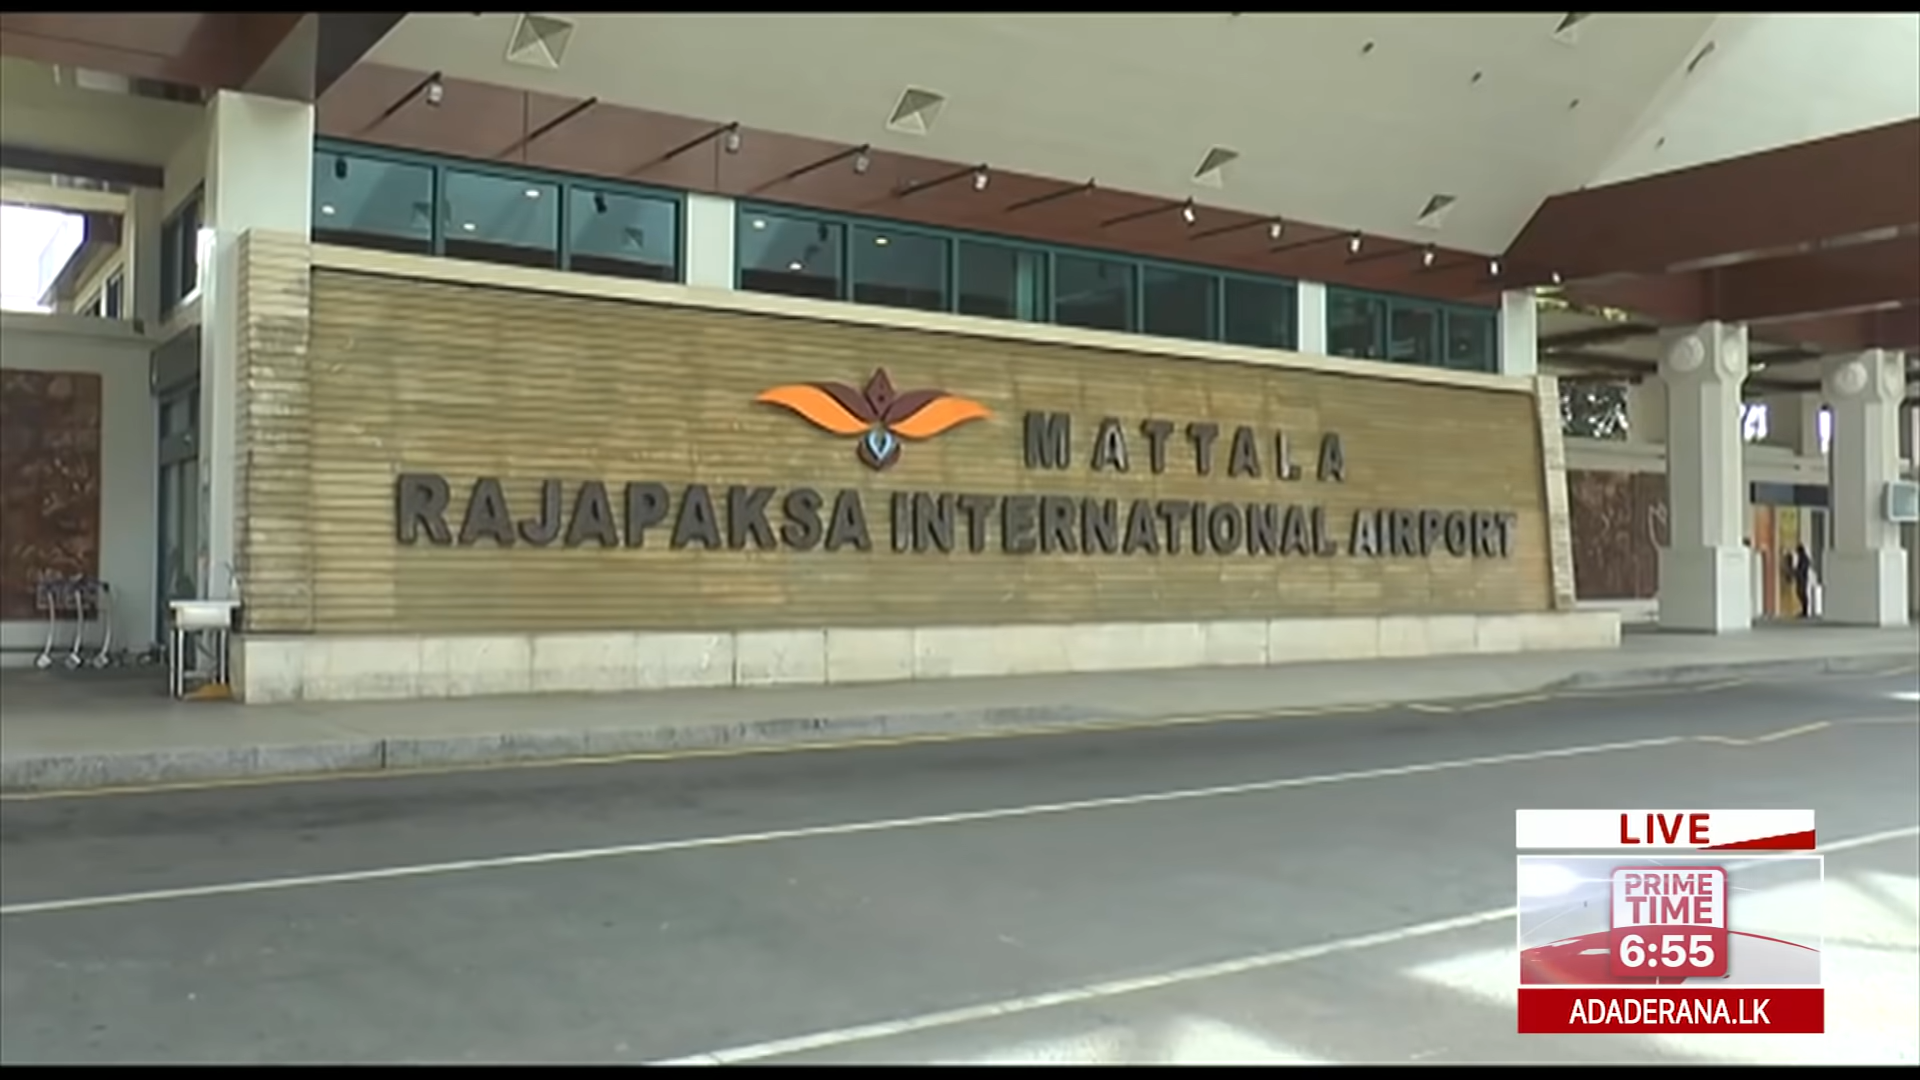 MATTALA
RAJAPAKSA INTERNATIONAL AIRPORT
LIVE
PRIME
TIME
6:55
ADADERANA.LK